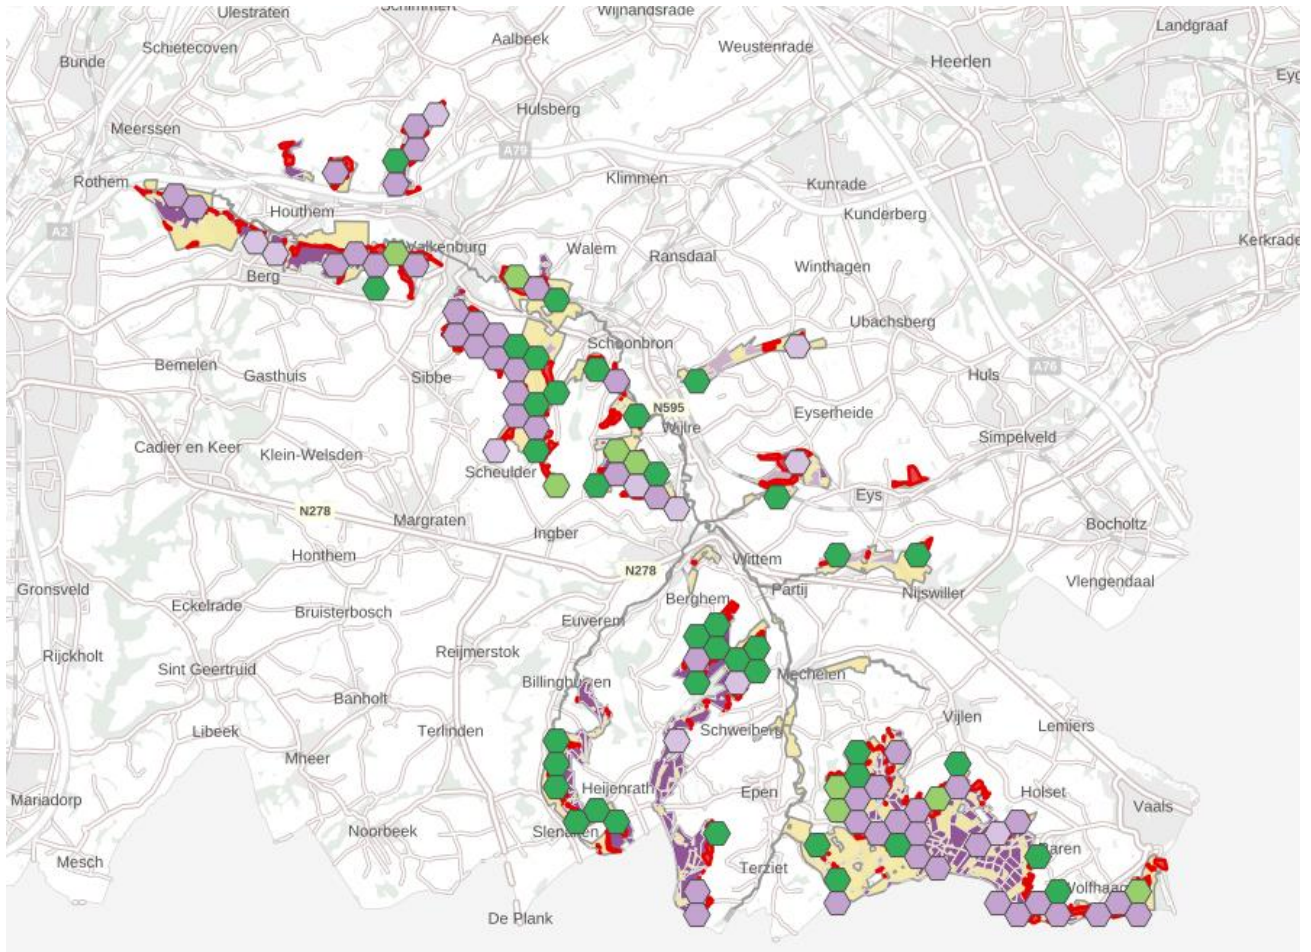 Ulestraten
Schimmert
Wijnandsrade
Landgraaf
Schietecoven
Aalbeek
Weustenrade
Bunde
Heerlen
Eyg
Hulsberg
Meerssen
A79
Rothem
Klimmen
Kunrade
Houthem
Kunderberg
A2
Valkenburg
Walem
Ransdaal
Kerkrade
Berg
Winthagen
Ubachsberg
Schoonbron
Bemelen
Gasthuis
Sibbe
Huls
A76
N595
Eyserheide
Wijlre
Simpelveld
Cadier en Keer
Klein-Welsden
Scheulder
Eys
N278
Margraten
Bocholtz
Ingber
Honthem
Wittem
N278
Gronsveld
Partij
Vlengendaal
Eckelrade
Berghem
Nijswiller
Bruisterbosch
Euverem
Rijckholt
Reijmerstok
Sint Geertruid
Mechelen
Billinghuizen
Banholt
Vijlen
Libeek
Terlinden
Schweiberg
Lemiers
Mheer
Heijenrath
Epen
Holset
Mariadorp
Vaals
Noorbeek
Slenaken
Raren
Mesch
Terziet
Wolfhaag
De Plank